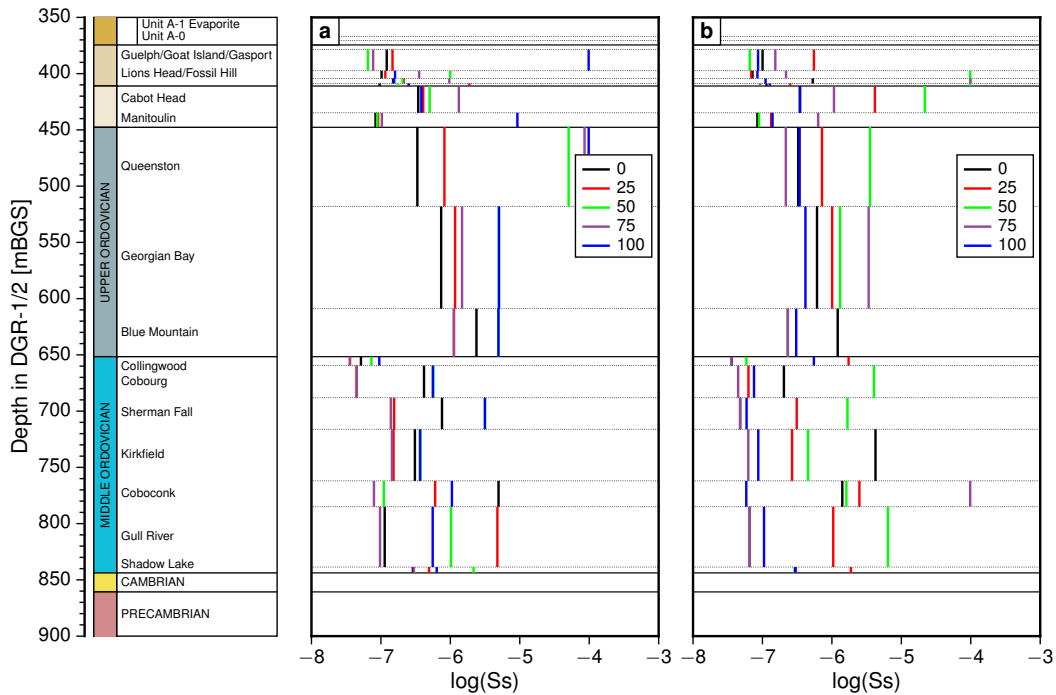 350
400
450
500
550
600
650
700
750
800
850
900
Depth in DGR-1/2 [mBGS]
Unit A-1 Evaporite
Unit A-0
Guelph/Goat Island/Gasport
Lions Head/Fossil Hill
Cabot Head
Manitoulin
UPPER ORDOVICIAN
Queenston
Georgian Bay
Blue Mountain
MIDDLE ORDOVICIAN
Collingwood
Cobourg
Sherman Fall
Kirkfield
Coboconk
Gull River
Shadow Lake
CAMBRIAN
PRECAMBRIAN
a
0
25
50
75
100
−8 −7 −6 −5 −4 −3
log(Ss)
b
0
25
50
75
100
−8 −7 −6 −5 −4 −3
log(Ss)